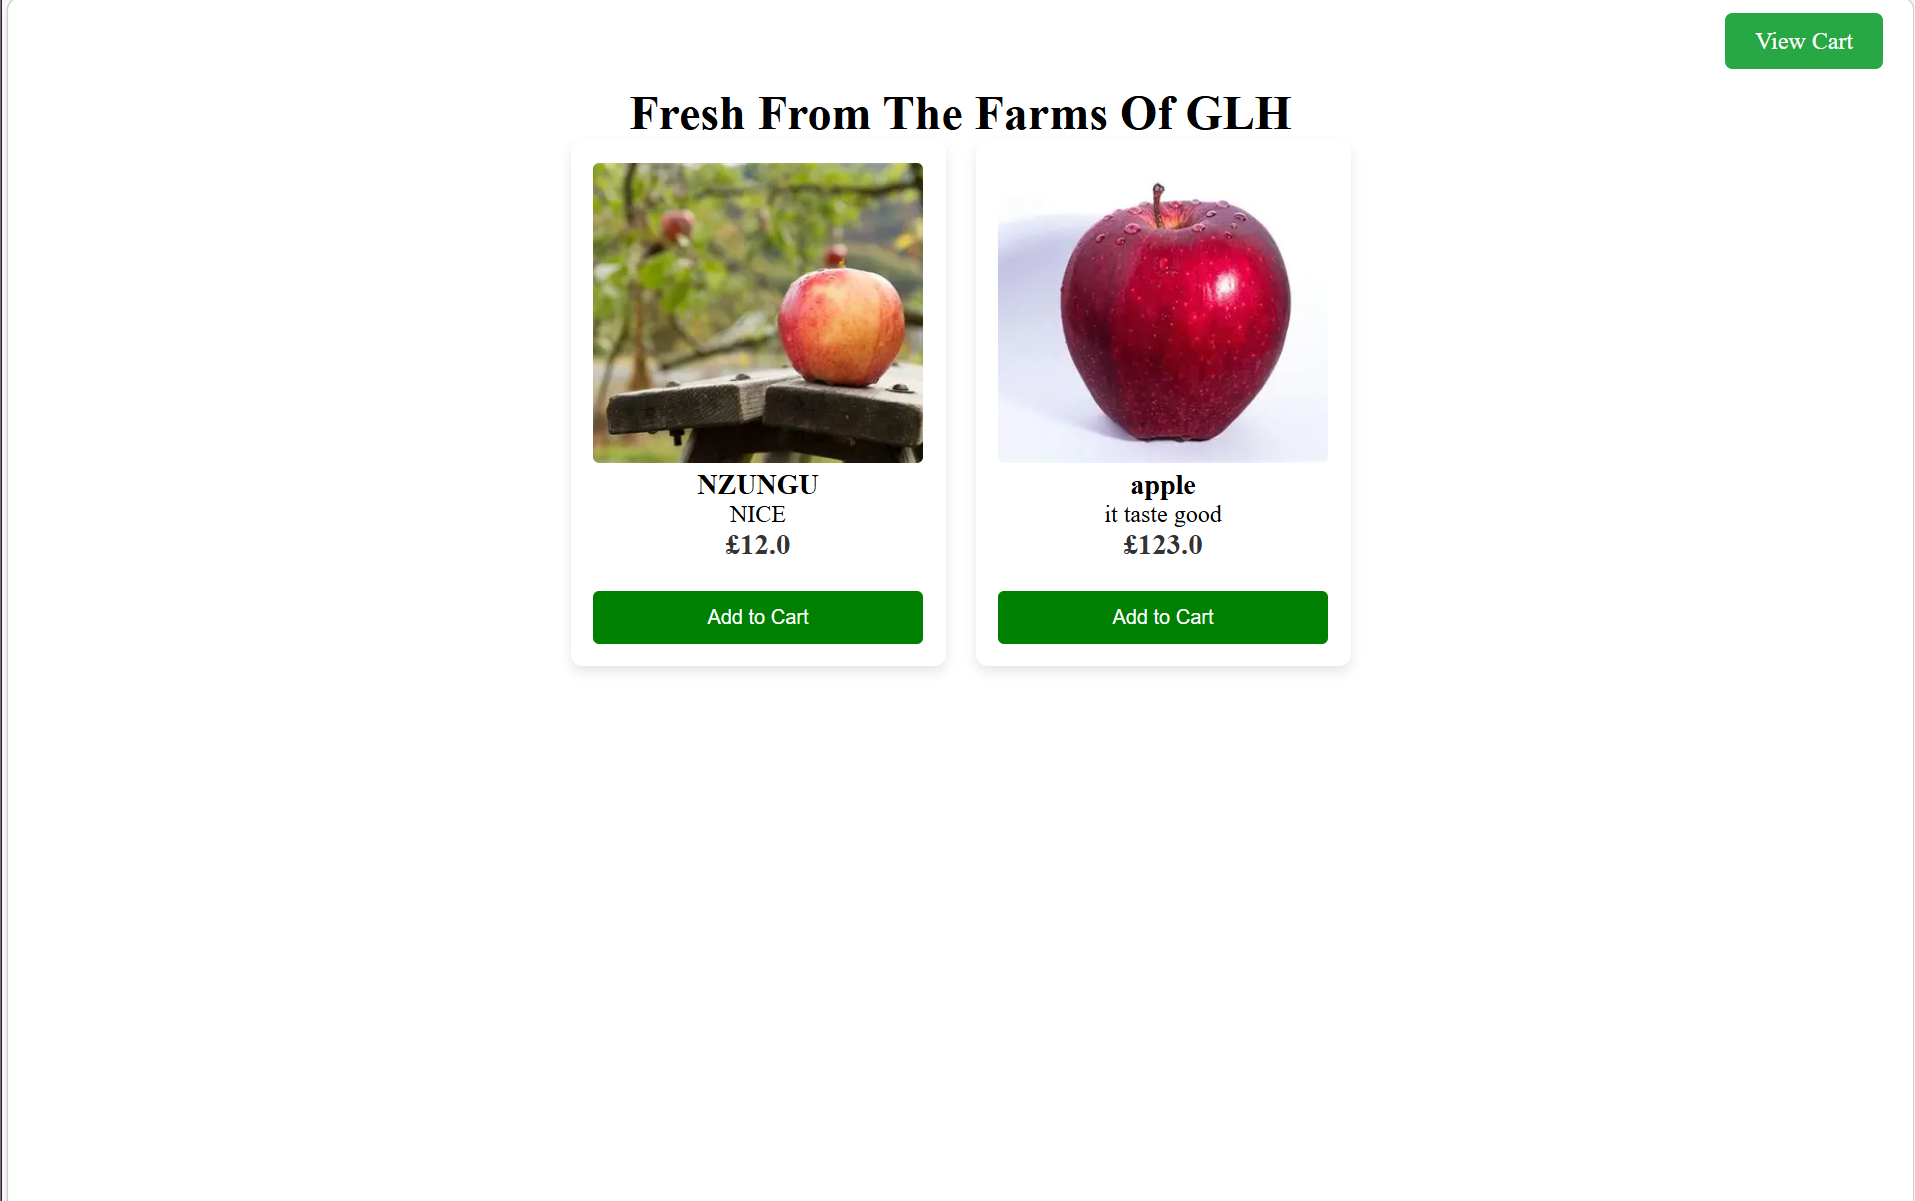 View Cart
Fresh From The Farms Of GLH
NZUNGU
NICE
£12.0
Add to Cart
apple
it taste good
£123.0
Add to Cart